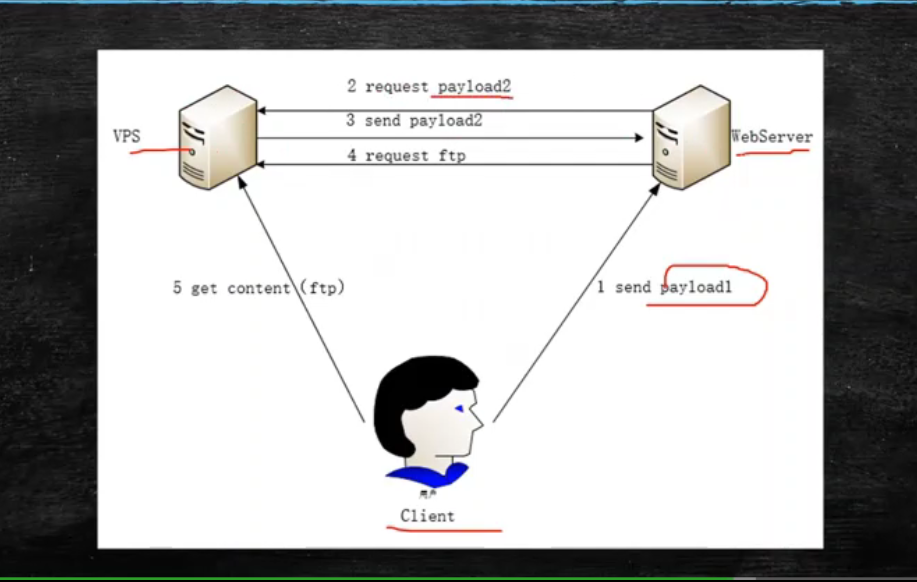 2 request payload2
3 send payload2
VPS
WebServer
4 request ftp
5 get content(ftp)
1 send payload1
用户
Client